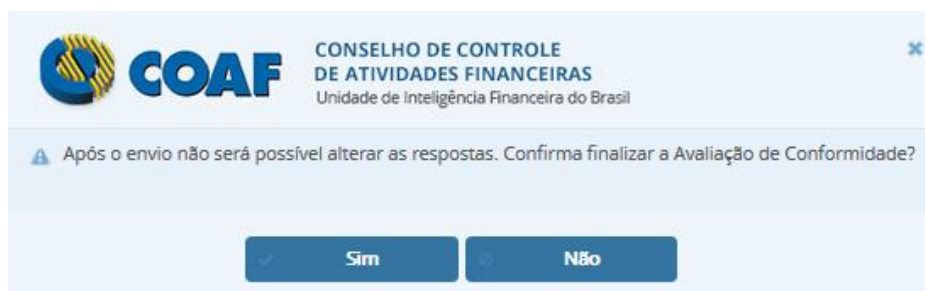 COAF
CONSELHO DE CONTROLE
DE ATIVIDADES FINANCEIRAS
Unidade de Inteligência Financeira do Brasil
Após o envio não será possível alterar as respostas. Confirma finalizar a Avaliação de Conformidade?
Sim
Não